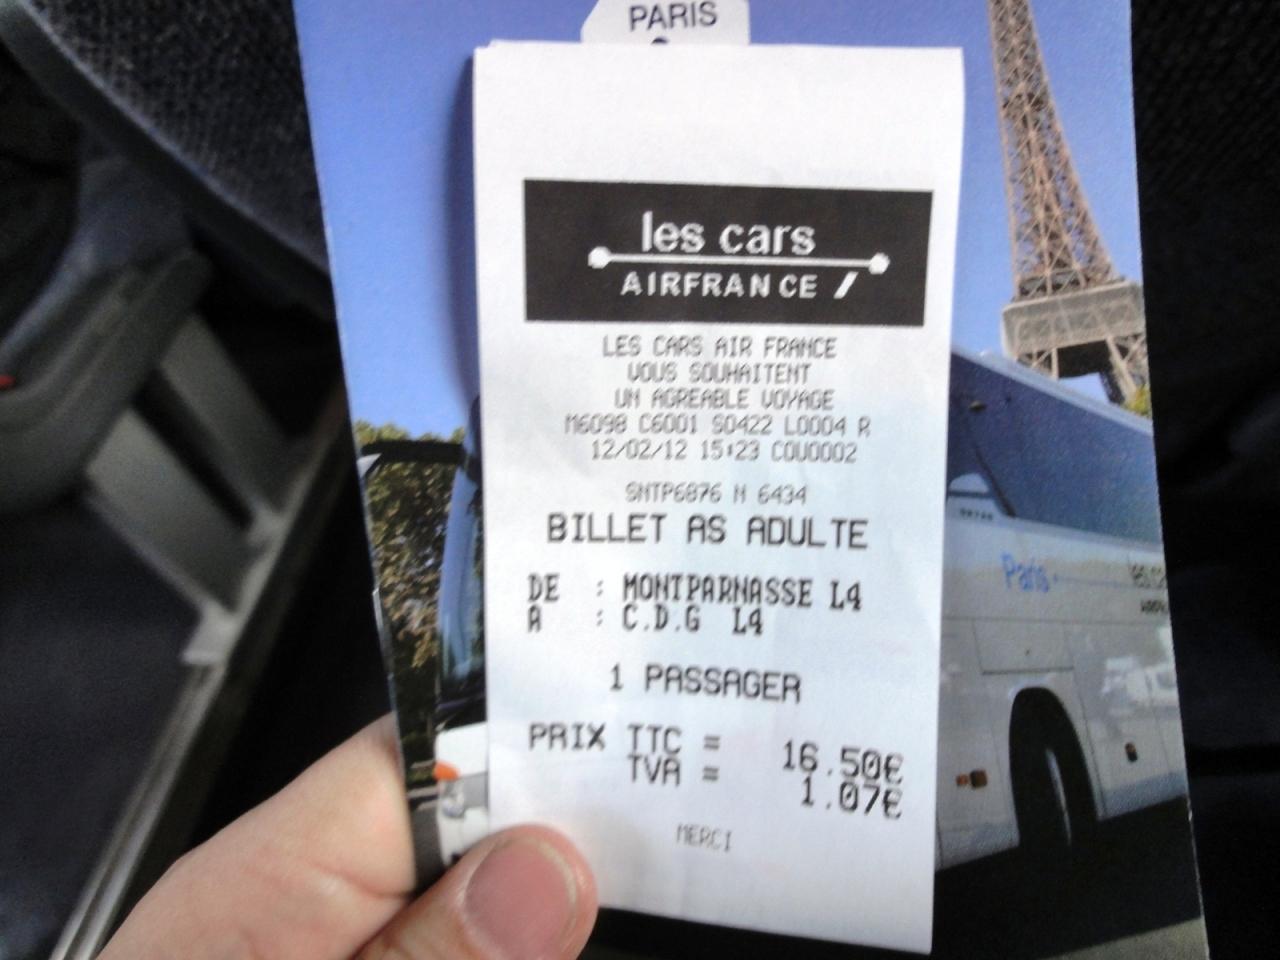 PARIS
les cars
AIRFRANCE
LES CARS AIR FRANCE
VOUS SOUHAITENT
UN AGREABLE VOYAGE
M6098 C6001 S0422 L0004 R
12/02/12 15:23 COU0002
SNTP6876 N 6434
BILLET AS ADULTE
DE : MONTPARNASSE L4
A : C.D.G L4
1 PASSAGER
PRIX TTC = 16.50€
TVA = 1.07€
MERCI
Paris
les c